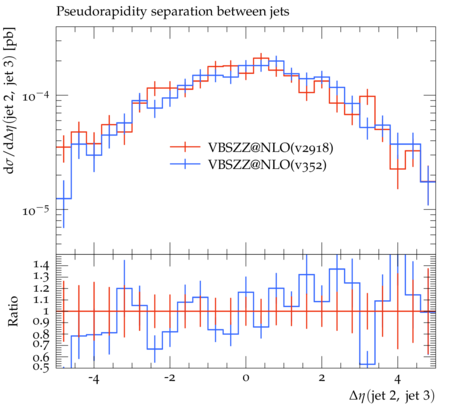 Pseudorapidity separation between jets
dσ/dΔη(jet 2, jet 3) [pb]
10⁻⁴
VBSZZ@NLO(v2918)
VBSZZ@NLO(v352)
10⁻⁵
Ratio
1.4
1.3
1.2
1.1
1
0.9
0.8
0.7
0.6
0.5
-4 -2 0 2 4
Δη(jet 2, jet 3)